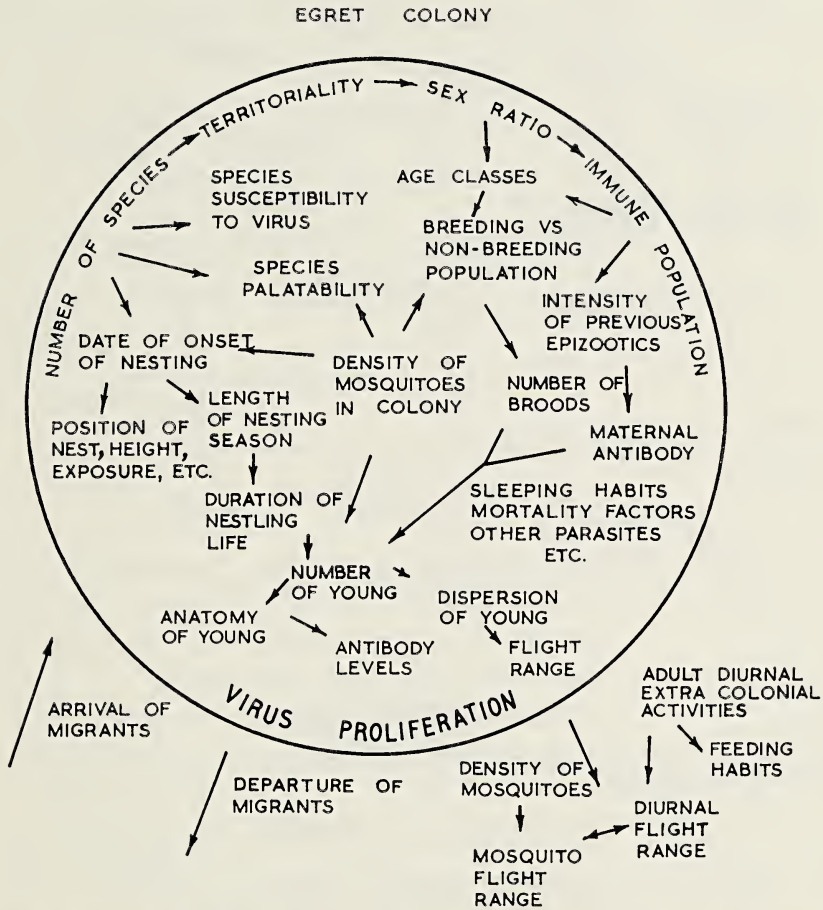 EGRET COLONY
NUMBER OF SPECIES
TERRITORIALITY
SEX RATIO
IMMUNE POPULATION
SPECIES
SUSCEPTIBILITY
TO VIRUS
AGE CLASSES
BREEDING VS
NON-BREEDING
POPULATION
SPECIES
PALATABILITY
INTENSITY
OF PREVIOUS
EPIZOOTICS
DATE OF ONSET
OF NESTING
DENSITY OF
MOSQUITOES
IN COLONY
NUMBER OF
BROODS
POSITION OF
NEST, HEIGHT,
EXPOSURE, ETC.
LENGTH
OF NESTING
SEASON
MATERNAL
ANTIBODY
DURATION OF
NESTLING
LIFE
SLEEPING HABITS
MORTALITY FACTORS
OTHER PARASITES
ETC.
NUMBER
OF YOUNG
ANATOMY
OF YOUNG
ANTIBODY
LEVELS
DISPERSION
OF YOUNG
FLIGHT
RANGE
VIRUS PROLIFERATION
ARRIVAL OF
MIGRANTS
DEPARTURE OF
MIGRANTS
ADULT DIURNAL
EXTRA COLONIAL
ACTIVITIES
FEEDING
HABITS
DENSITY OF
MOSQUITOES
DIURNAL
FLIGHT
RANGE
MOSQUITO
FLIGHT
RANGE